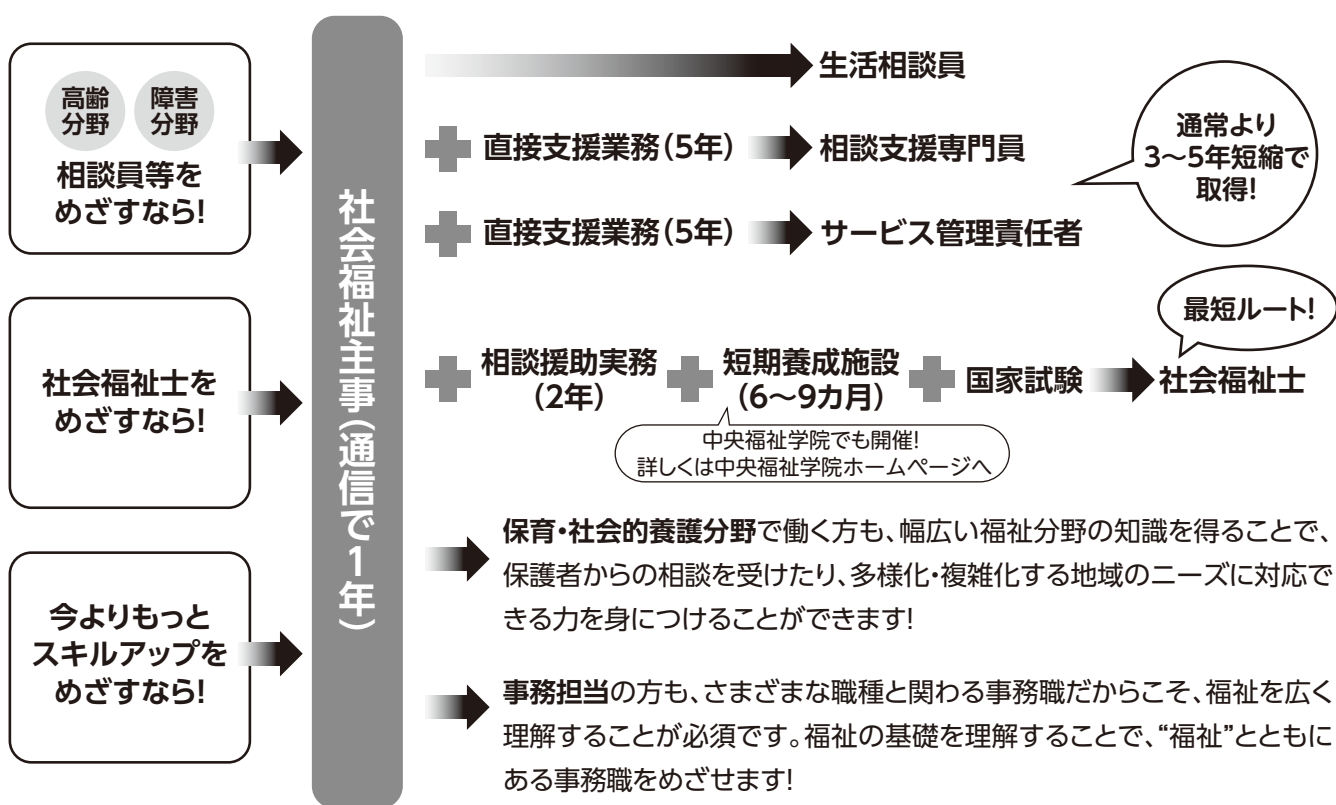 高齢
分野
障害
分野
相談員等を
めざすなら!
社会福祉士を
めざすなら!
今よりもっと
スキルアップを
めざすなら!
社会福祉主事(通信で1年)
生活相談員
直接支援業務(5年)
相談支援専門員
直接支援業務(5年)
サービス管理責任者
通常より
3〜5年短縮で
取得!
相談援助実務
(2年)
短期養成施設
(6〜9カ月)
国家試験
社会福祉士
最短ルート!
中央福祉学院でも開催!
詳しくは中央福祉学院ホームページへ
保育・社会的養護分野で働く方も、幅広い福祉分野の知識を得ることで、
保護者からの相談を受けたり、多様化・複雑化する地域のニーズに対応で
きる力を身につけることができます!
事務担当の方も、さまざまな職種と関わる事務職だからこそ、福祉を広く
理解することが必須です。福祉の基礎を理解することで、“福祉”とともに
ある事務職をめざせます!